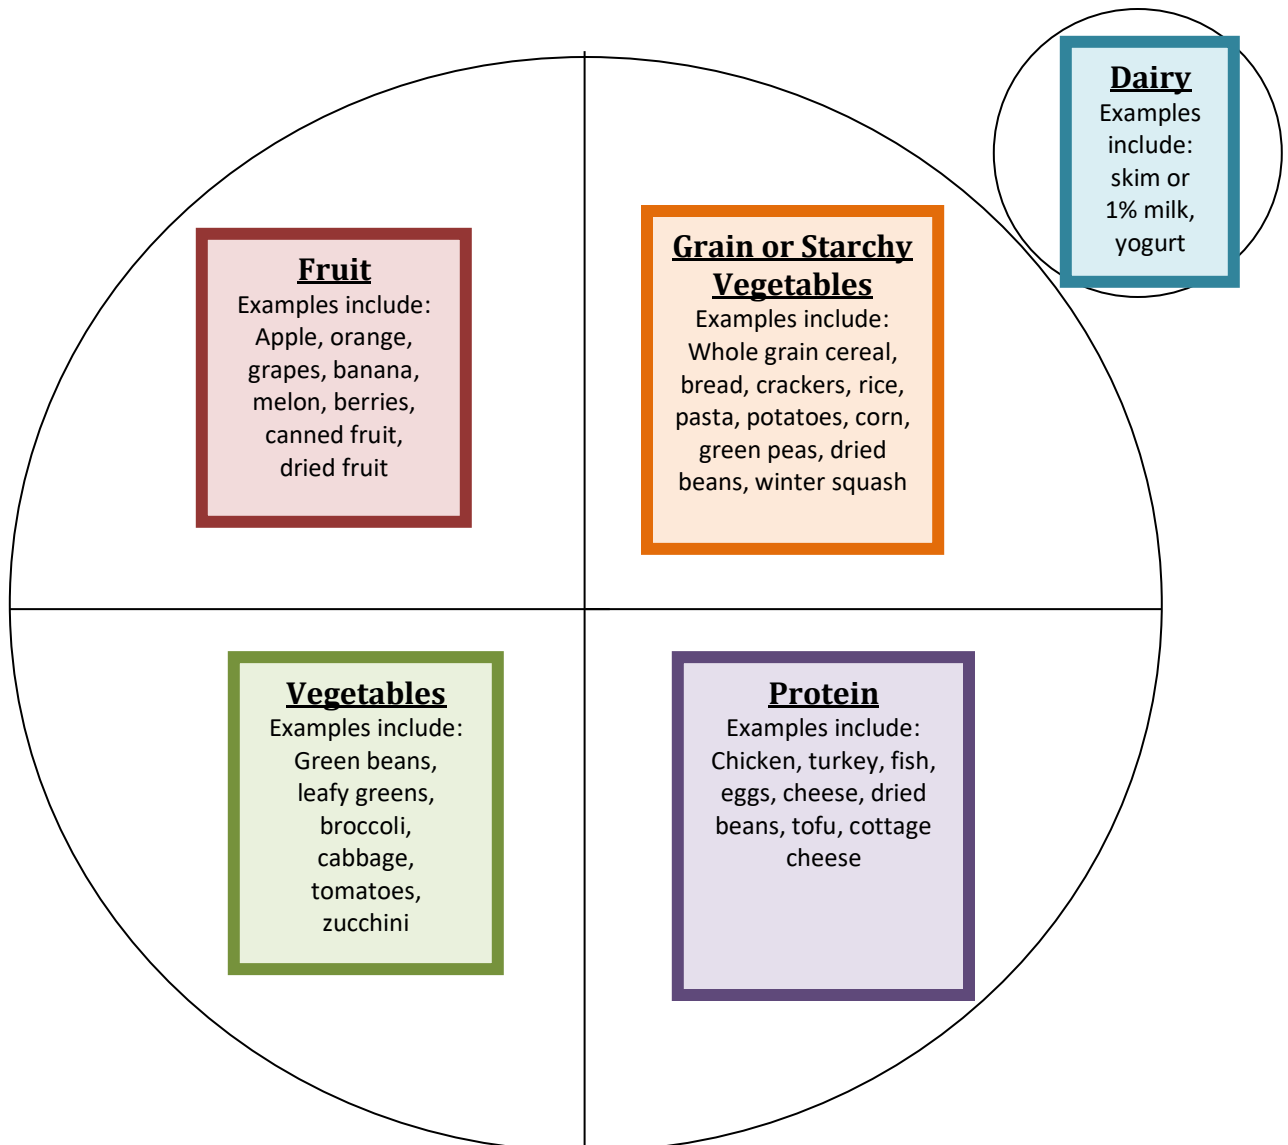 Dairy
Examples
include:
skim or
1% milk,
yogurt
Fruit
Examples include:
Apple, orange,
grapes, banana,
melon, berries,
canned fruit,
dried fruit
Grain or Starchy
Vegetables
Examples include:
Whole grain cereal,
bread, crackers, rice,
pasta, potatoes, corn,
green peas, dried
beans, winter squash
Vegetables
Examples include:
Green beans,
leafy greens,
broccoli,
cabbage,
tomatoes,
zucchini
Protein
Examples include:
Chicken, turkey, fish,
eggs, cheese, dried
beans, tofu, cottage
cheese